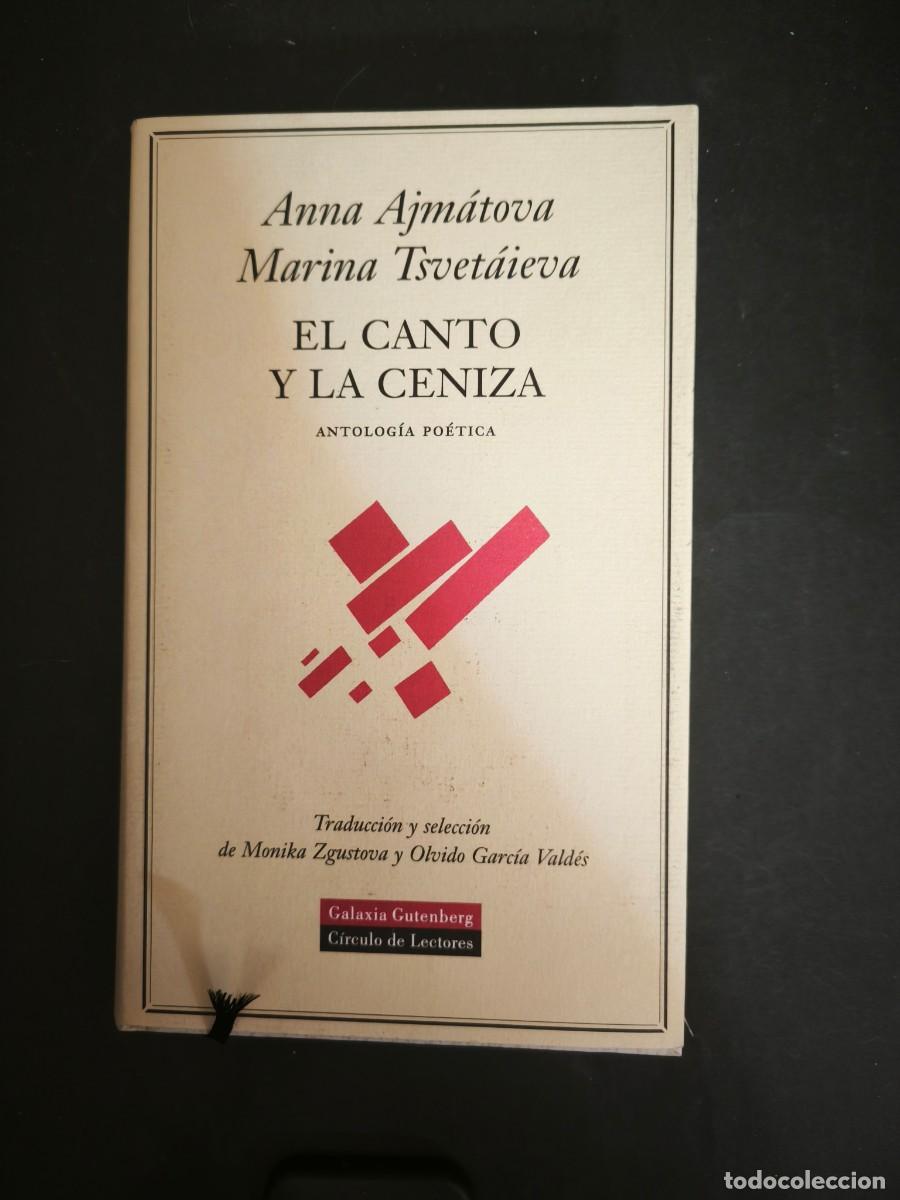 Anna Ajmátova
Marina Tsvetáieva
EL CANTO
Y LA CENIZA
ANTOLOGÍA POÉTICA
Traducción y selección
de Monika Zgustova y Olvido García Valdés
Galaxia Gutenberg
Círculo de Lectores
todocoleccion